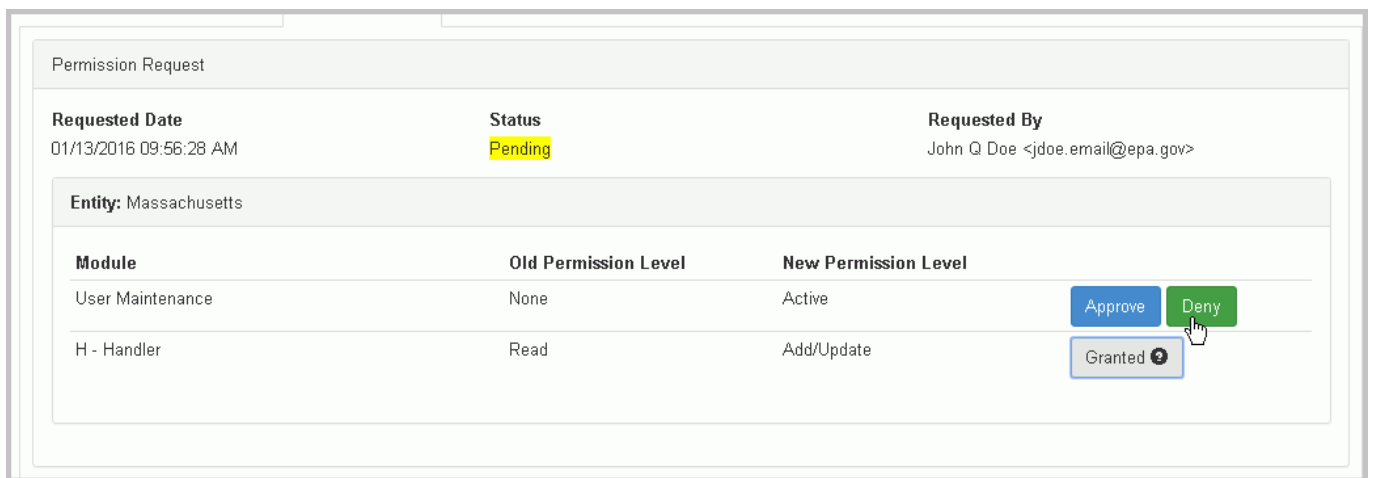 Permission Request
Requested Date Status Requested By
01/13/2016 09:56:28 AM Pending John Q Doe <jdoe.email@epa.gov>
Entity: Massachusetts
Module Old Permission Level New Permission Level
User Maintenance None Active Approve Deny
H - Handler Read Add/Update Granted ?